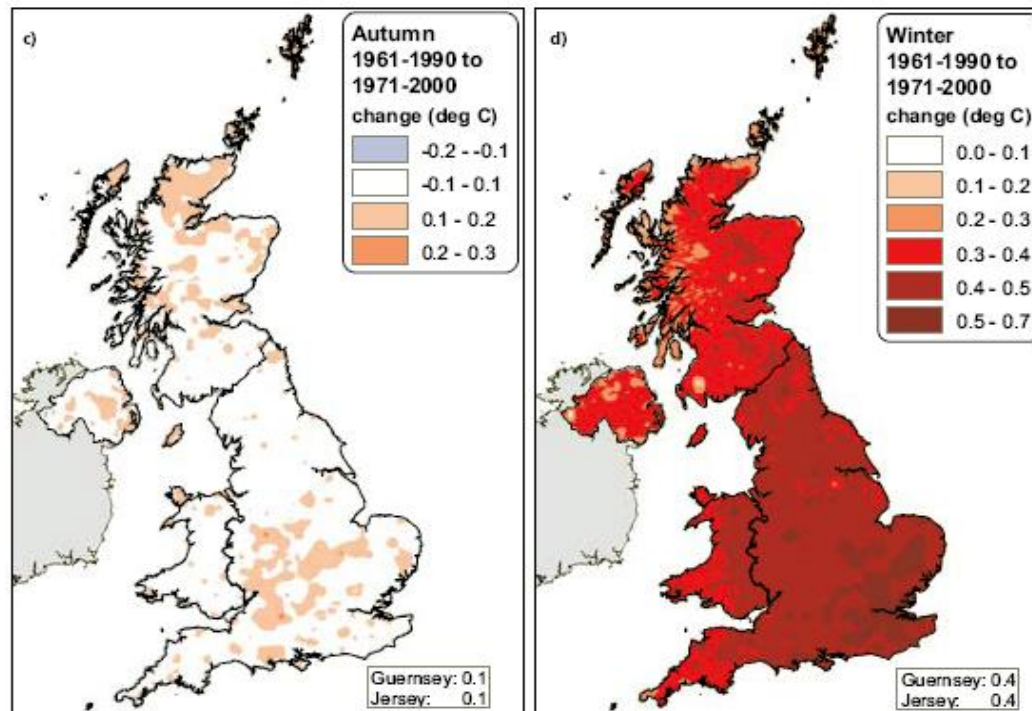 c)
Autumn
1961-1990 to
1971-2000
change (deg C)
-0.2 - -0.1
-0.1 - 0.1
0.1 - 0.2
0.2 - 0.3
Guernsey: 0.1
Jersey: 0.1
d)
Winter
1961-1990 to
1971-2000
change (deg C)
0.0 - 0.1
0.1 - 0.2
0.2 - 0.3
0.3 - 0.4
0.4 - 0.5
0.5 - 0.7
Guernsey: 0.4
Jersey: 0.4